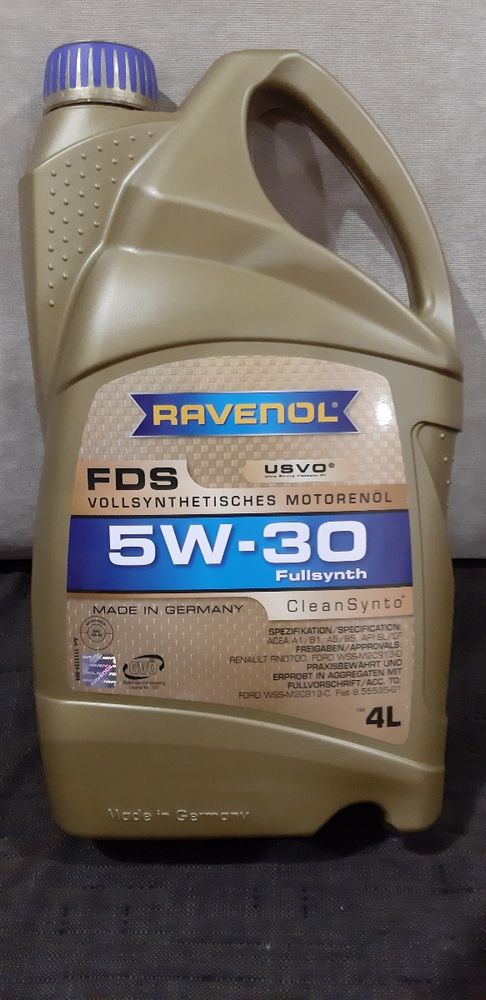 RAVENOL®
FDS
USVO®
VOLLSYNTHETISCHES MOTORENÖL
5W-30
Fullsynth
MADE IN GERMANY
CleanSynto®
SPEZIFIKATION/SPECIFICATION:
ACEA A1/B1, A5/B5, API SL/CF
FREIGABEN/APPROVALS:
RENAULT RN0700, FORD WSS-M2C913-D
PRAXISBEWÄHRT UND
ERPROBT IN AGGREGATEN MIT
FÜLLVORSCHRIFT/ACC. TO.
FORD WSS-M2C913-C, Fiat 9.55535-G1
GVÖ
4L
Made in Germany